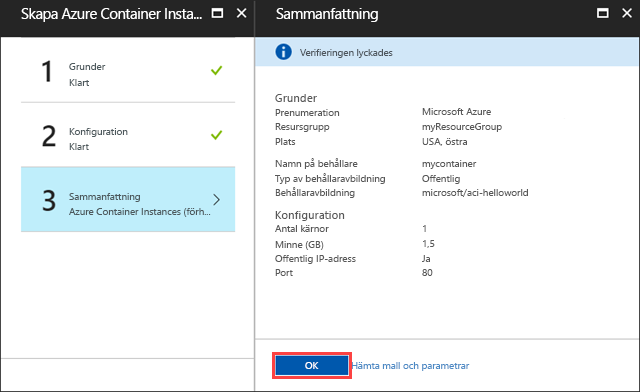 Skapa Azure Container Insta...
1
Grunder
Klart
2
Konfiguration
Klart
3
Sammanfattning
Azure Container Instances (förh...
Sammanfattning
Verifieringen lyckades
Grunder
Prenumeration Microsoft Azure
Resursgrupp myResourceGroup
Plats USA, östra
Namn på behållare mycontainer
Typ av behållaravbildning Offentlig
Behållaravbildning microsoft/aci-helloworld
Konfiguration
Antal kärnor 1
Minne (GB) 1,5
Offentlig IP-adress Ja
Port 80
OK Hämta mall och parametrar